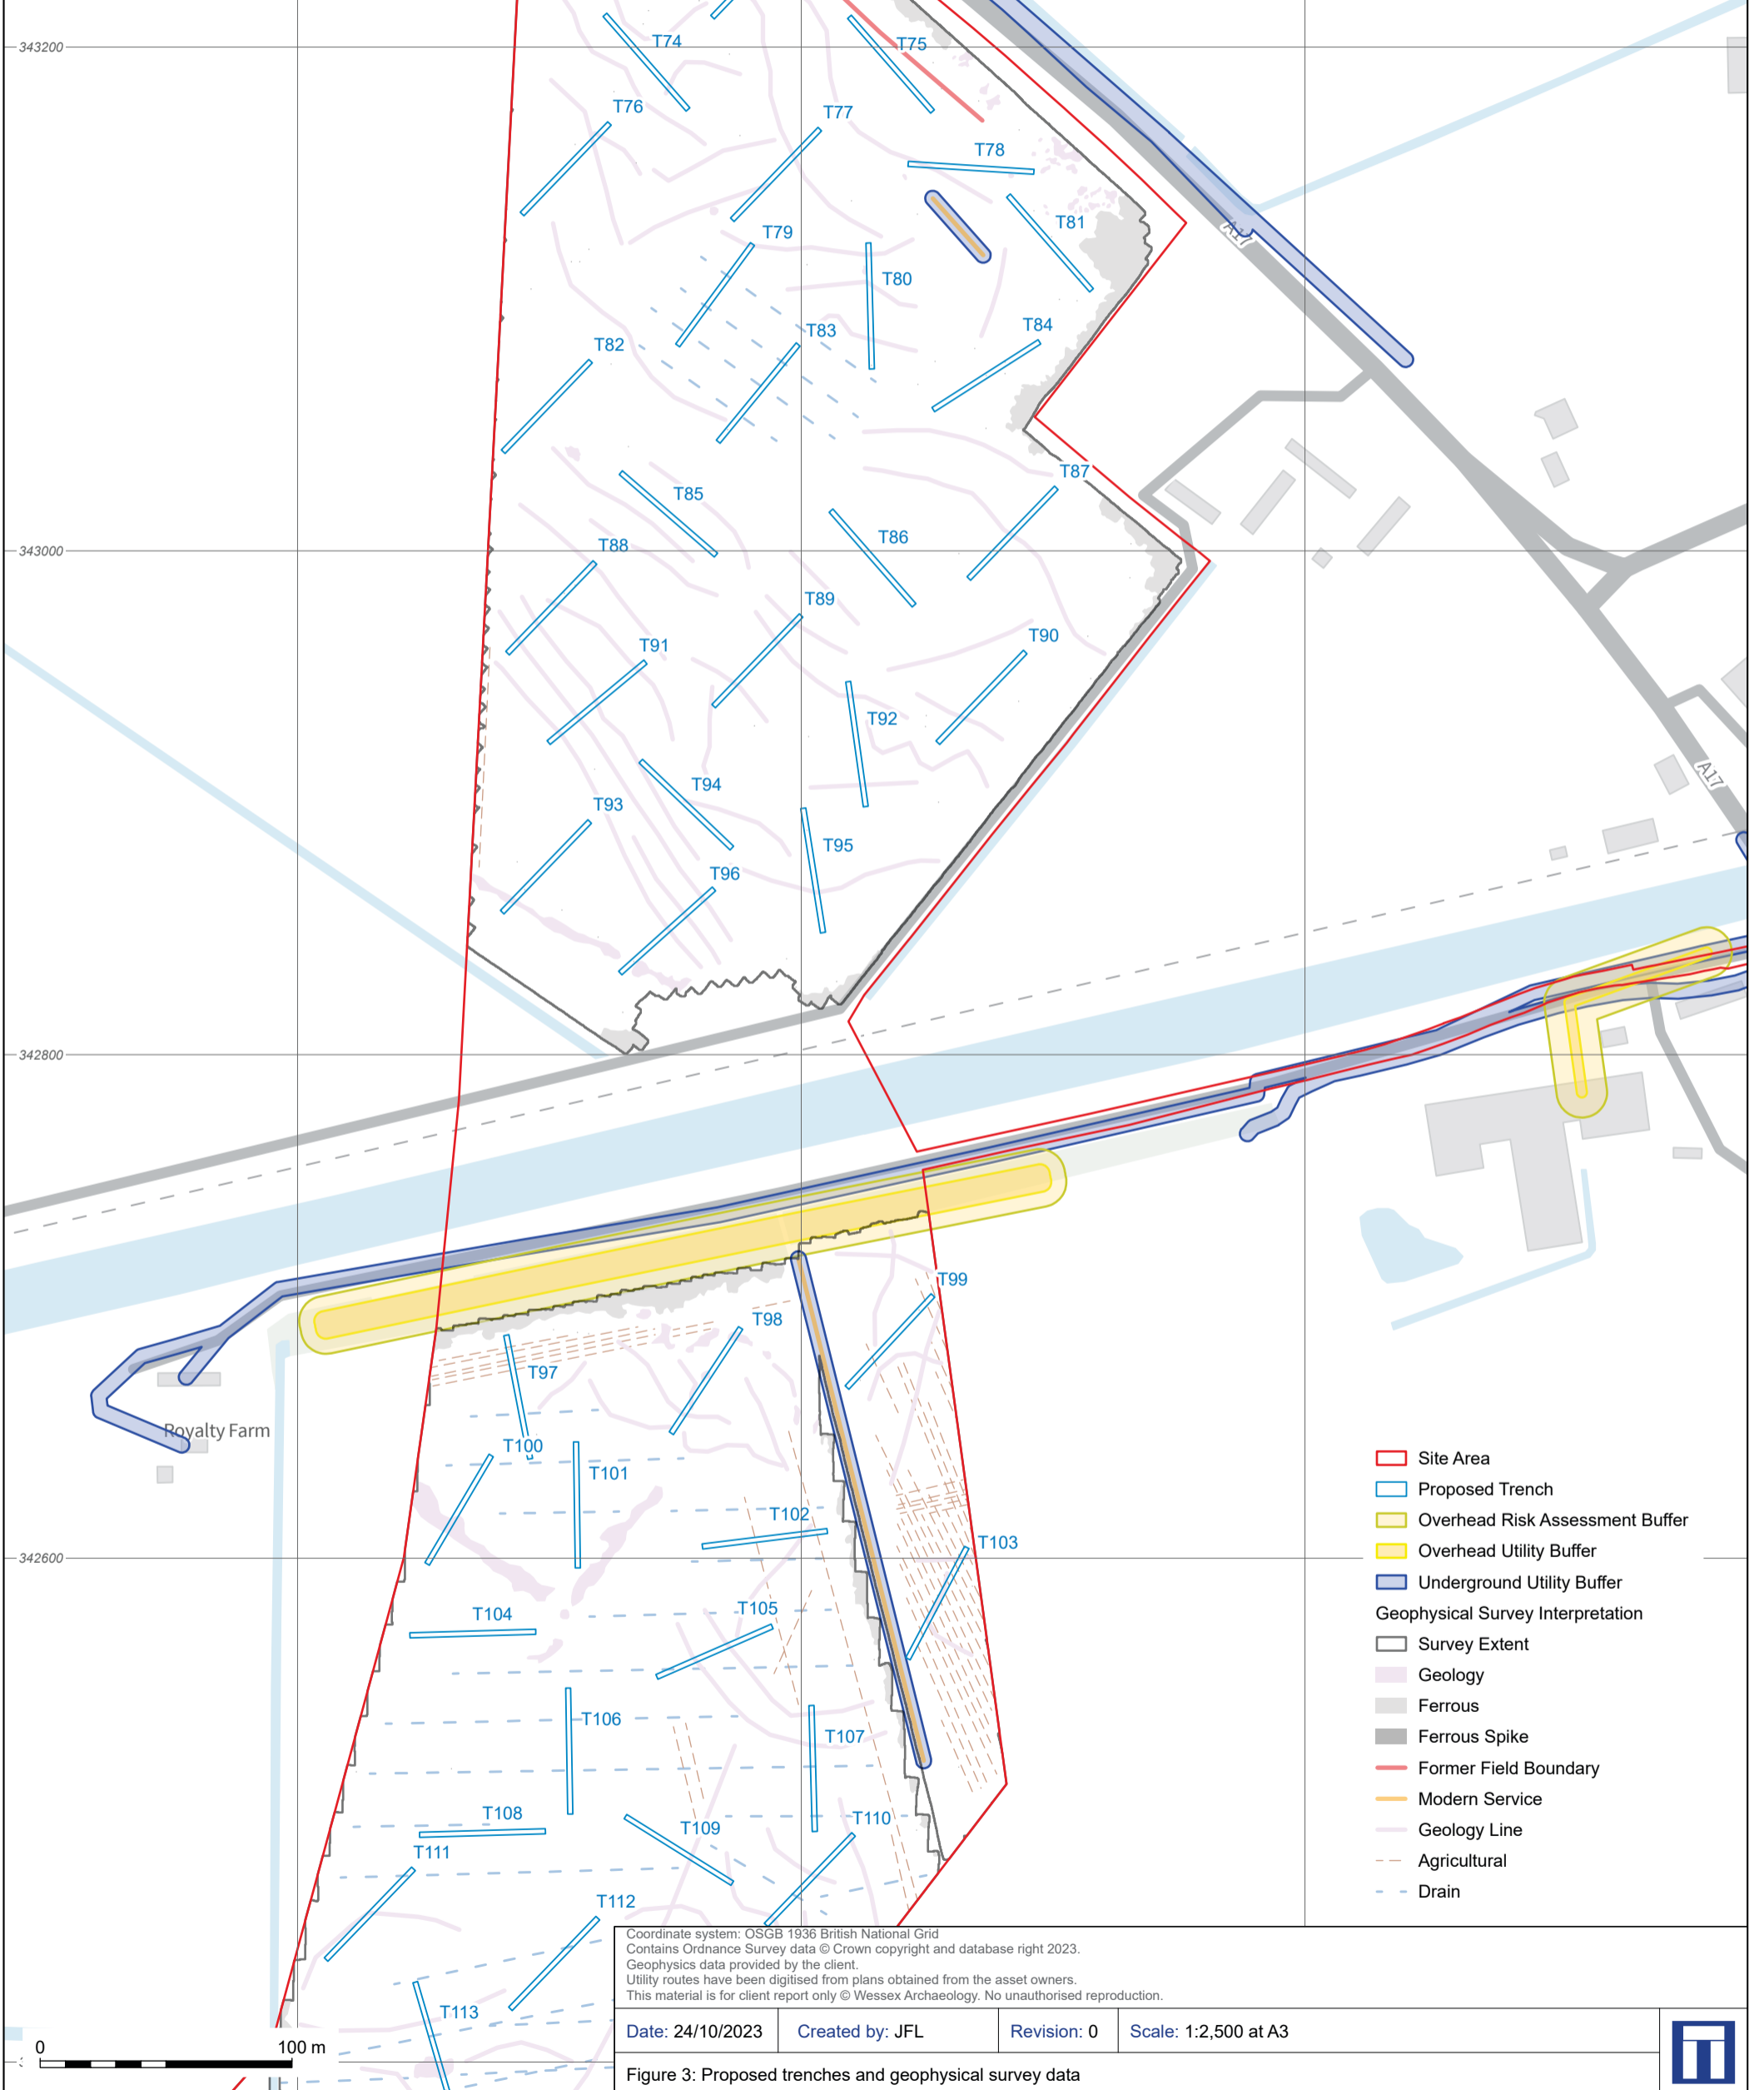 343200
T74
T75
T76
T77
T78
T79
T81
A17
T80
T82
T83
T84
T85
T87
343000
T86
T88
T89
T90
T91
T92
A17
T93
T94
T95
T96
342800
T99
T98
T97
Royalty Farm
T100
T101
T102
T103
342600
T104
T105
T106
T107
T108
T109
T110
T111
T112
T113
Site Area
Proposed Trench
Overhead Risk Assessment Buffer
Overhead Utility Buffer
Underground Utility Buffer
Geophysical Survey Interpretation
Survey Extent
Geology
Ferrous
Ferrous Spike
Former Field Boundary
Modern Service
Geology Line
Agricultural
Drain
0
100 m
Coordinate system: OSGB 1936 British National Grid
Contains Ordnance Survey data © Crown copyright and database right 2023.
Geophysics data provided by the client.
Utility routes have been digitised from plans obtained from the asset owners.
This material is for client report only © Wessex Archaeology. No unauthorised reproduction.
Date: 24/10/2023
Created by: JFL
Revision: 0
Scale: 1:2,500 at A3
Figure 3: Proposed trenches and geophysical survey data